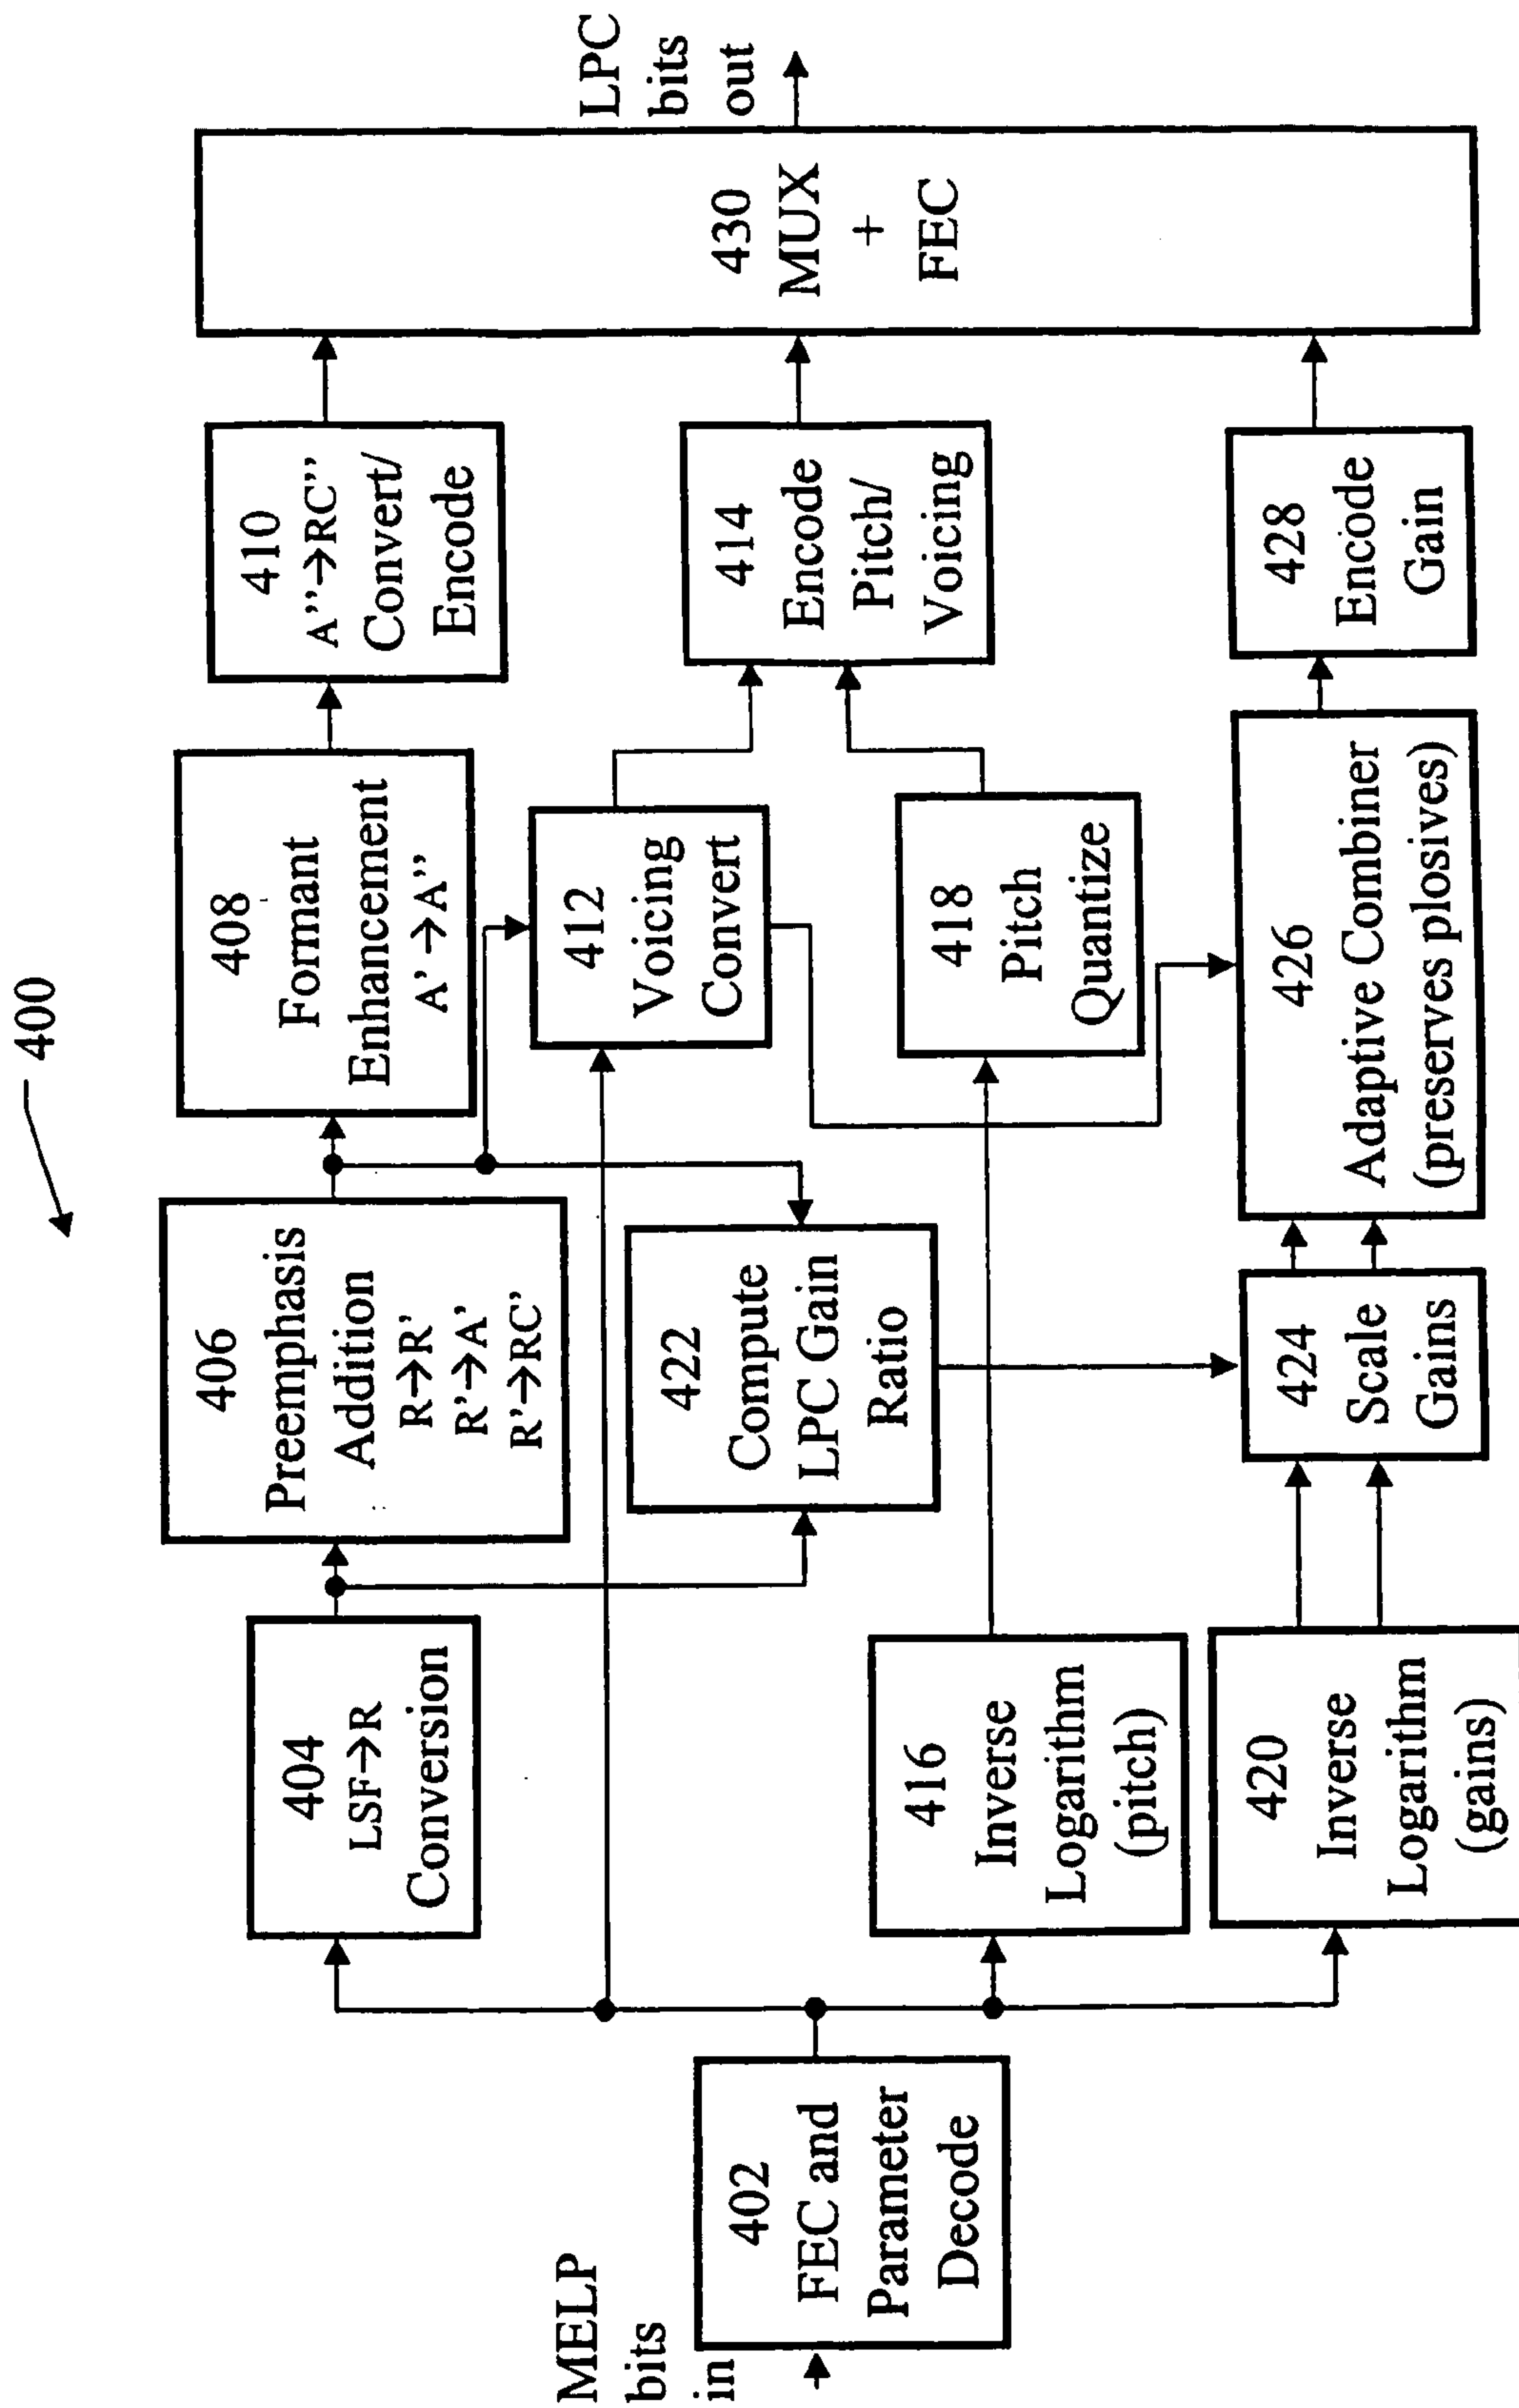 400
MELP
bits
in
402
FEC and
Parameter
Decode
404
LSF→R
Conversion
406
Preemphasis
Addition
R→R'
R'→A'
R'→RC'
408
Formant
Enhancement
A'→A''
410
A''→RC''
Convert/
Encode
412
Voicing
Convert
414
Encode
Pitch/
Voicing
416
Inverse
Logarithm
(pitch)
418
Pitch
Quantize
420
Inverse
Logarithm
(gains)
422
Compute
LPC Gain
Ratio
424
Scale
Gains
426
Adaptive Combiner
(preserves plosives)
428
Encode
Gain
430
MUX
+
FEC
LPC
bits
out